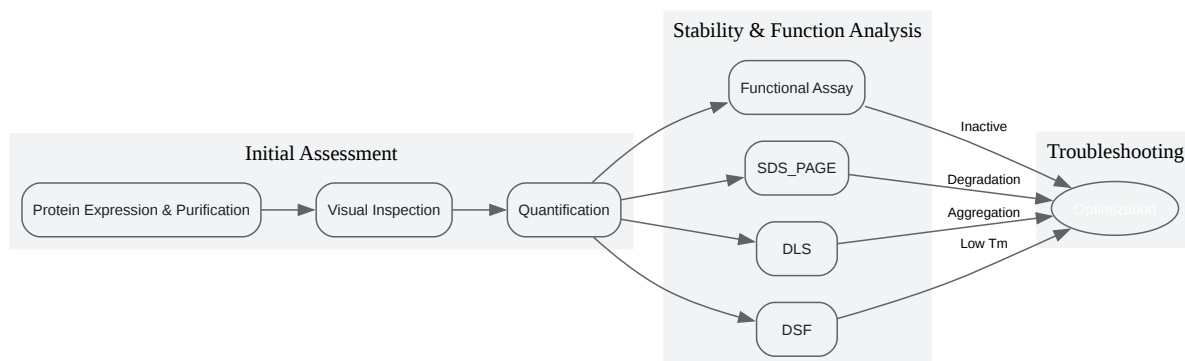 Stability & Function Analysis
Functional Assay
Inactive
Initial Assessment
Troubleshooting
SDS_PAGE
Degradation
Protein Expression & Purification
Visual Inspection
Quantification
Aggregation
Optimization
DLS
Low Tm
DSF